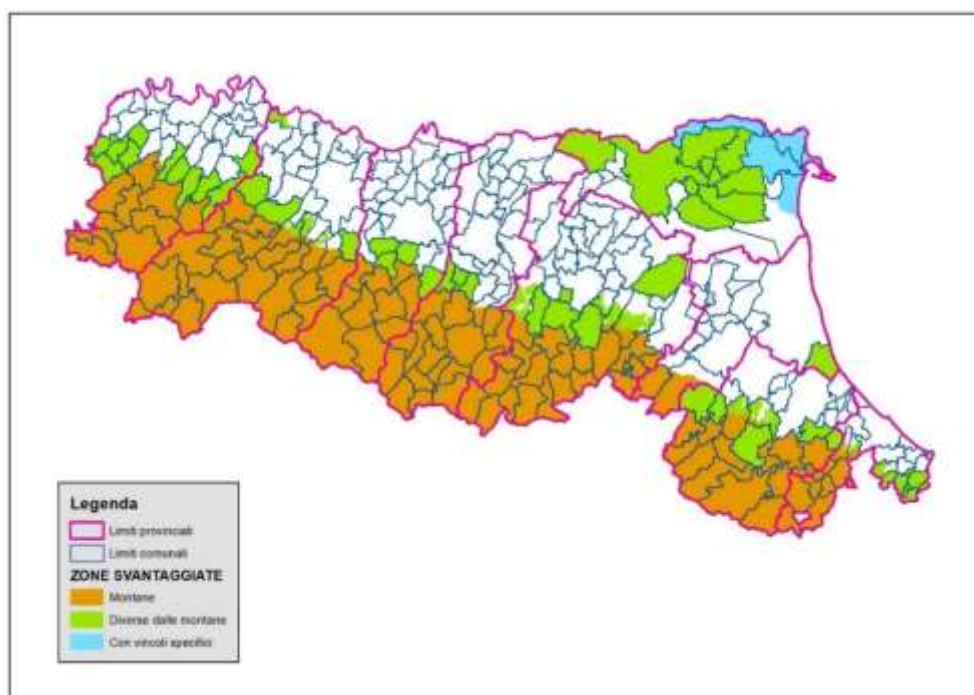 Legenda
Limiti provinciali
Limiti comunali
ZONE SVANTAGGIATE
Montane
Diverse dalle montane
Con vincoli specifici